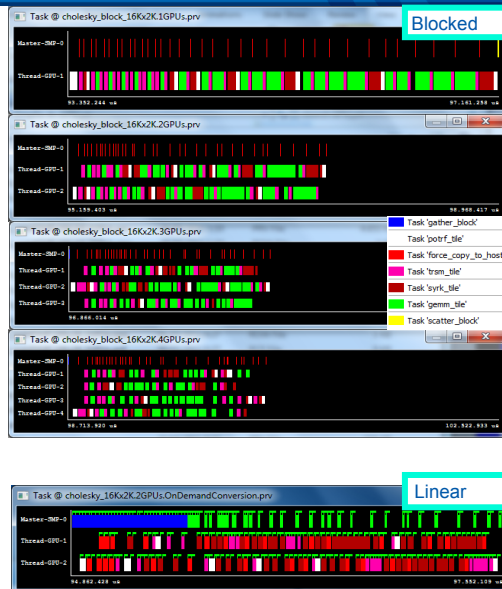 Task @ cholesky_block_16Kx2K.1GPUs.prv
Blocked
Master-SMP-0
Thread-GPU-1
93.352.244 us
97.161.258 us
Task @ cholesky_block_16Kx2K.2GPUs.prv
Master-SMP-0
Thread-GPU-1
Thread-GPU-2
95.159.403 us
98.968.417 us
Task @ cholesky_block_16Kx2K.3GPUs.prv
Task 'gather_block'
Task 'potrf_tile'
Task 'force_copy_to_host
Task 'trsm_tile'
Task 'syrk_tile'
Task 'gemm_tile'
Task 'scatter_block'
Master-SMP-0
Thread-GPU-1
Thread-GPU-2
Thread-GPU-3
96.866.014 us
Task @ cholesky_block_16Kx2K.4GPUs.prv
Master-SMP-0
Thread-GPU-1
Thread-GPU-2
Thread-GPU-3
Thread-GPU-4
98.713.920 us
102.522.933 us
Task @ cholesky_16Kx2K.2GPUs.OnDemandConversion.prv
Linear
Master-SMP-0
Thread-GPU-1
Thread-GPU-2
94.862.428 us
97.552.109 us